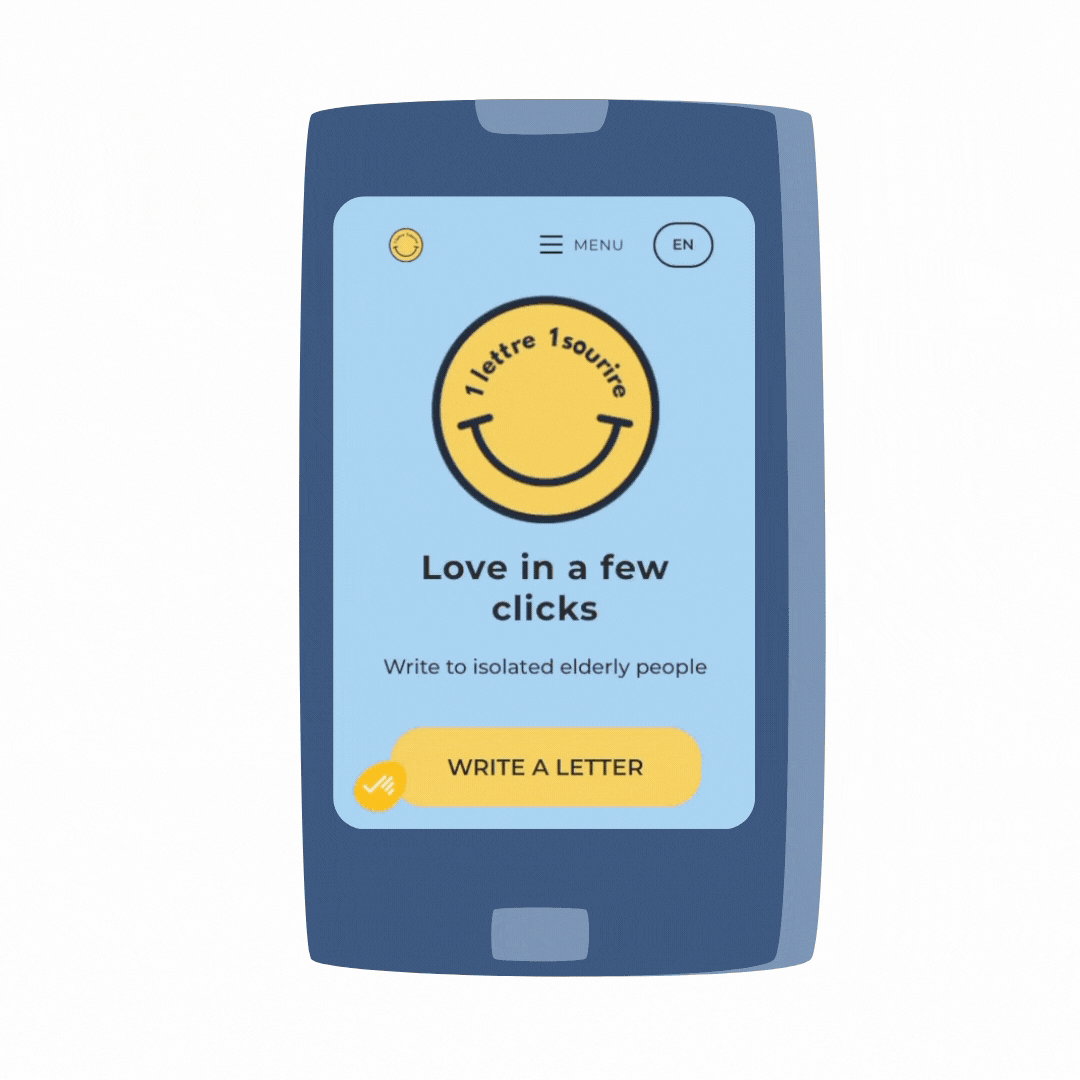 MENU
EN
1 lettre 1 sourire
Love in a few
clicks
Write to isolated elderly people
WRITE A LETTER